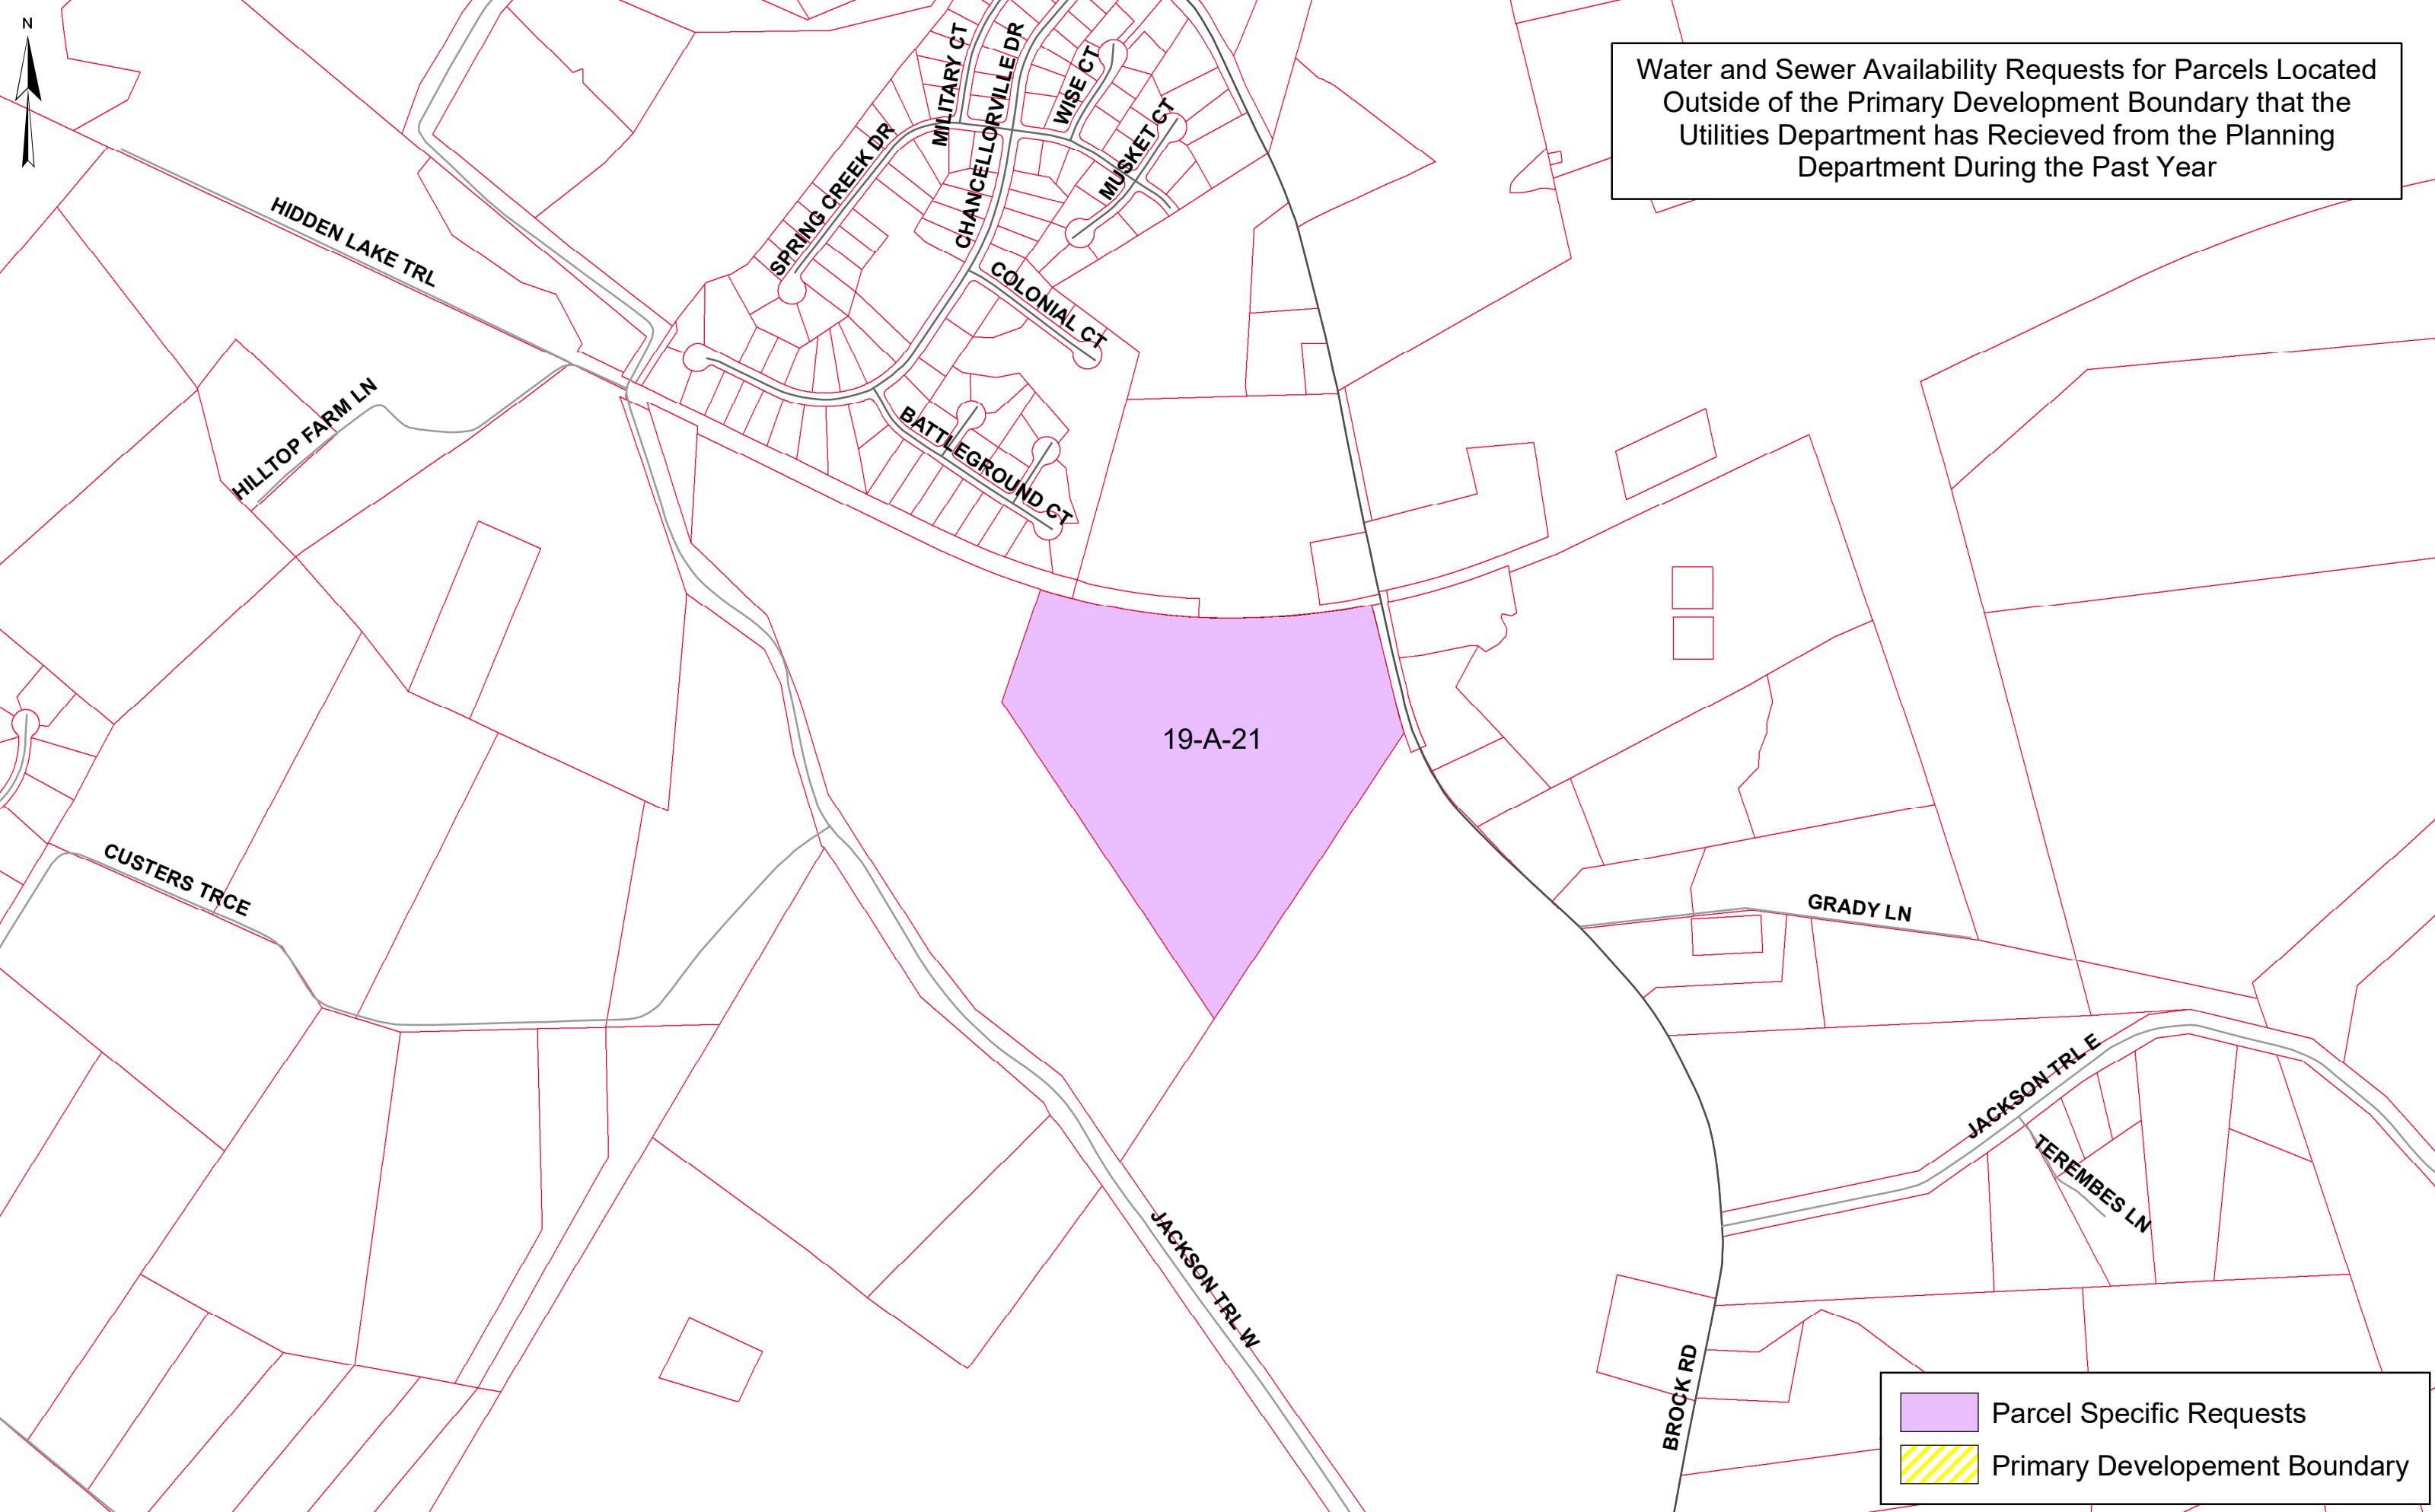 N
Water and Sewer Availability Requests for Parcels Located
Outside of the Primary Development Boundary that the
Utilities Department has Recieved from the Planning
Department During the Past Year
MILITARY CT
CHANCELLORVILLE DR
WISE CT
MUSKET CT
SPRING CREEK DR
HIDDEN LAKE TRL
COLONIAL CT
HILLTOP FARM LN
BATTLEGROUND CT
19-A-21
CUSTERS TRCE
GRADY LN
JACKSON TRL E
TEREMBES LN
JACKSON TRL W
BROCK RD
Parcel Specific Requests
Primary Developement Boundary